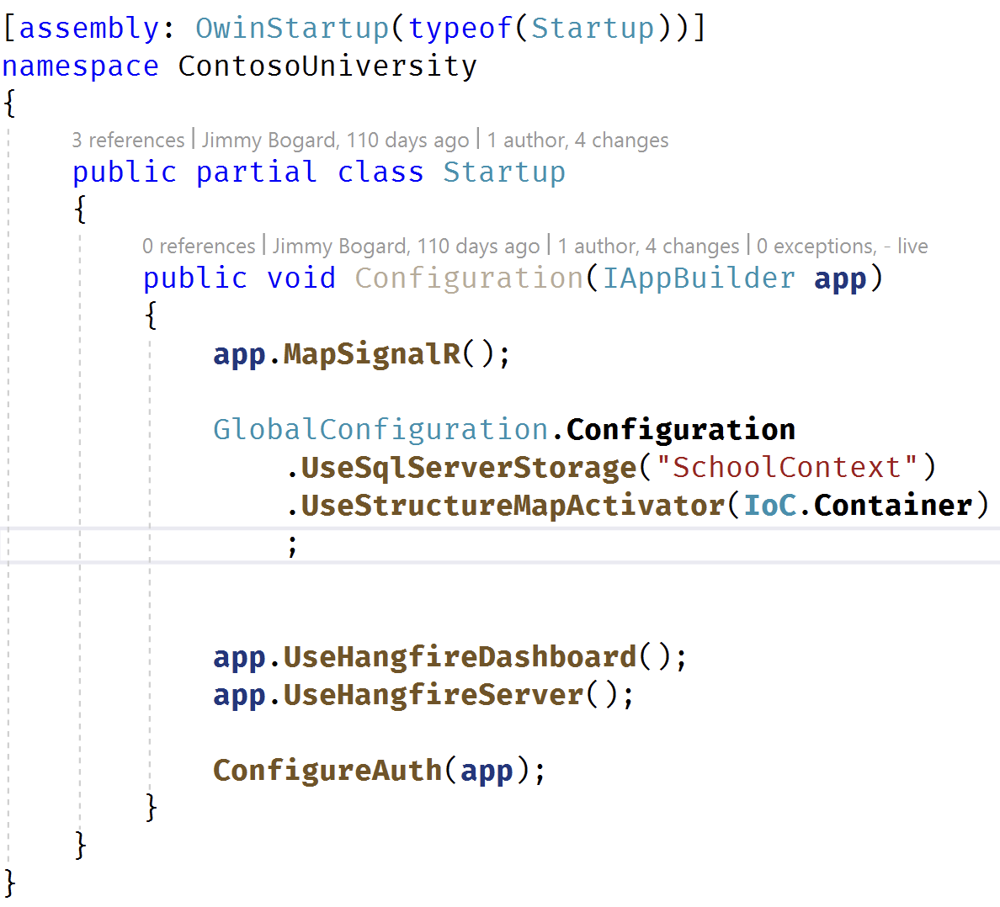 [assembly: OwinStartup(typeof(Startup))]
namespace ContosoUniversity
{
3 references | Jimmy Bogard, 110 days ago | 1 author, 4 changes
public partial class Startup
{
0 references | Jimmy Bogard, 110 days ago | 1 author, 4 changes | 0 exceptions, - live
public void Configuration(IAppBuilder app)
{
app.MapSignalR();
GlobalConfiguration.Configuration
.UseSqlServerStorage("SchoolContext")
.UseStructureMapActivator(IoC.Container)
;
app.UseHangfireDashboard();
app.UseHangfireServer();
ConfigureAuth(app);
}
}
}